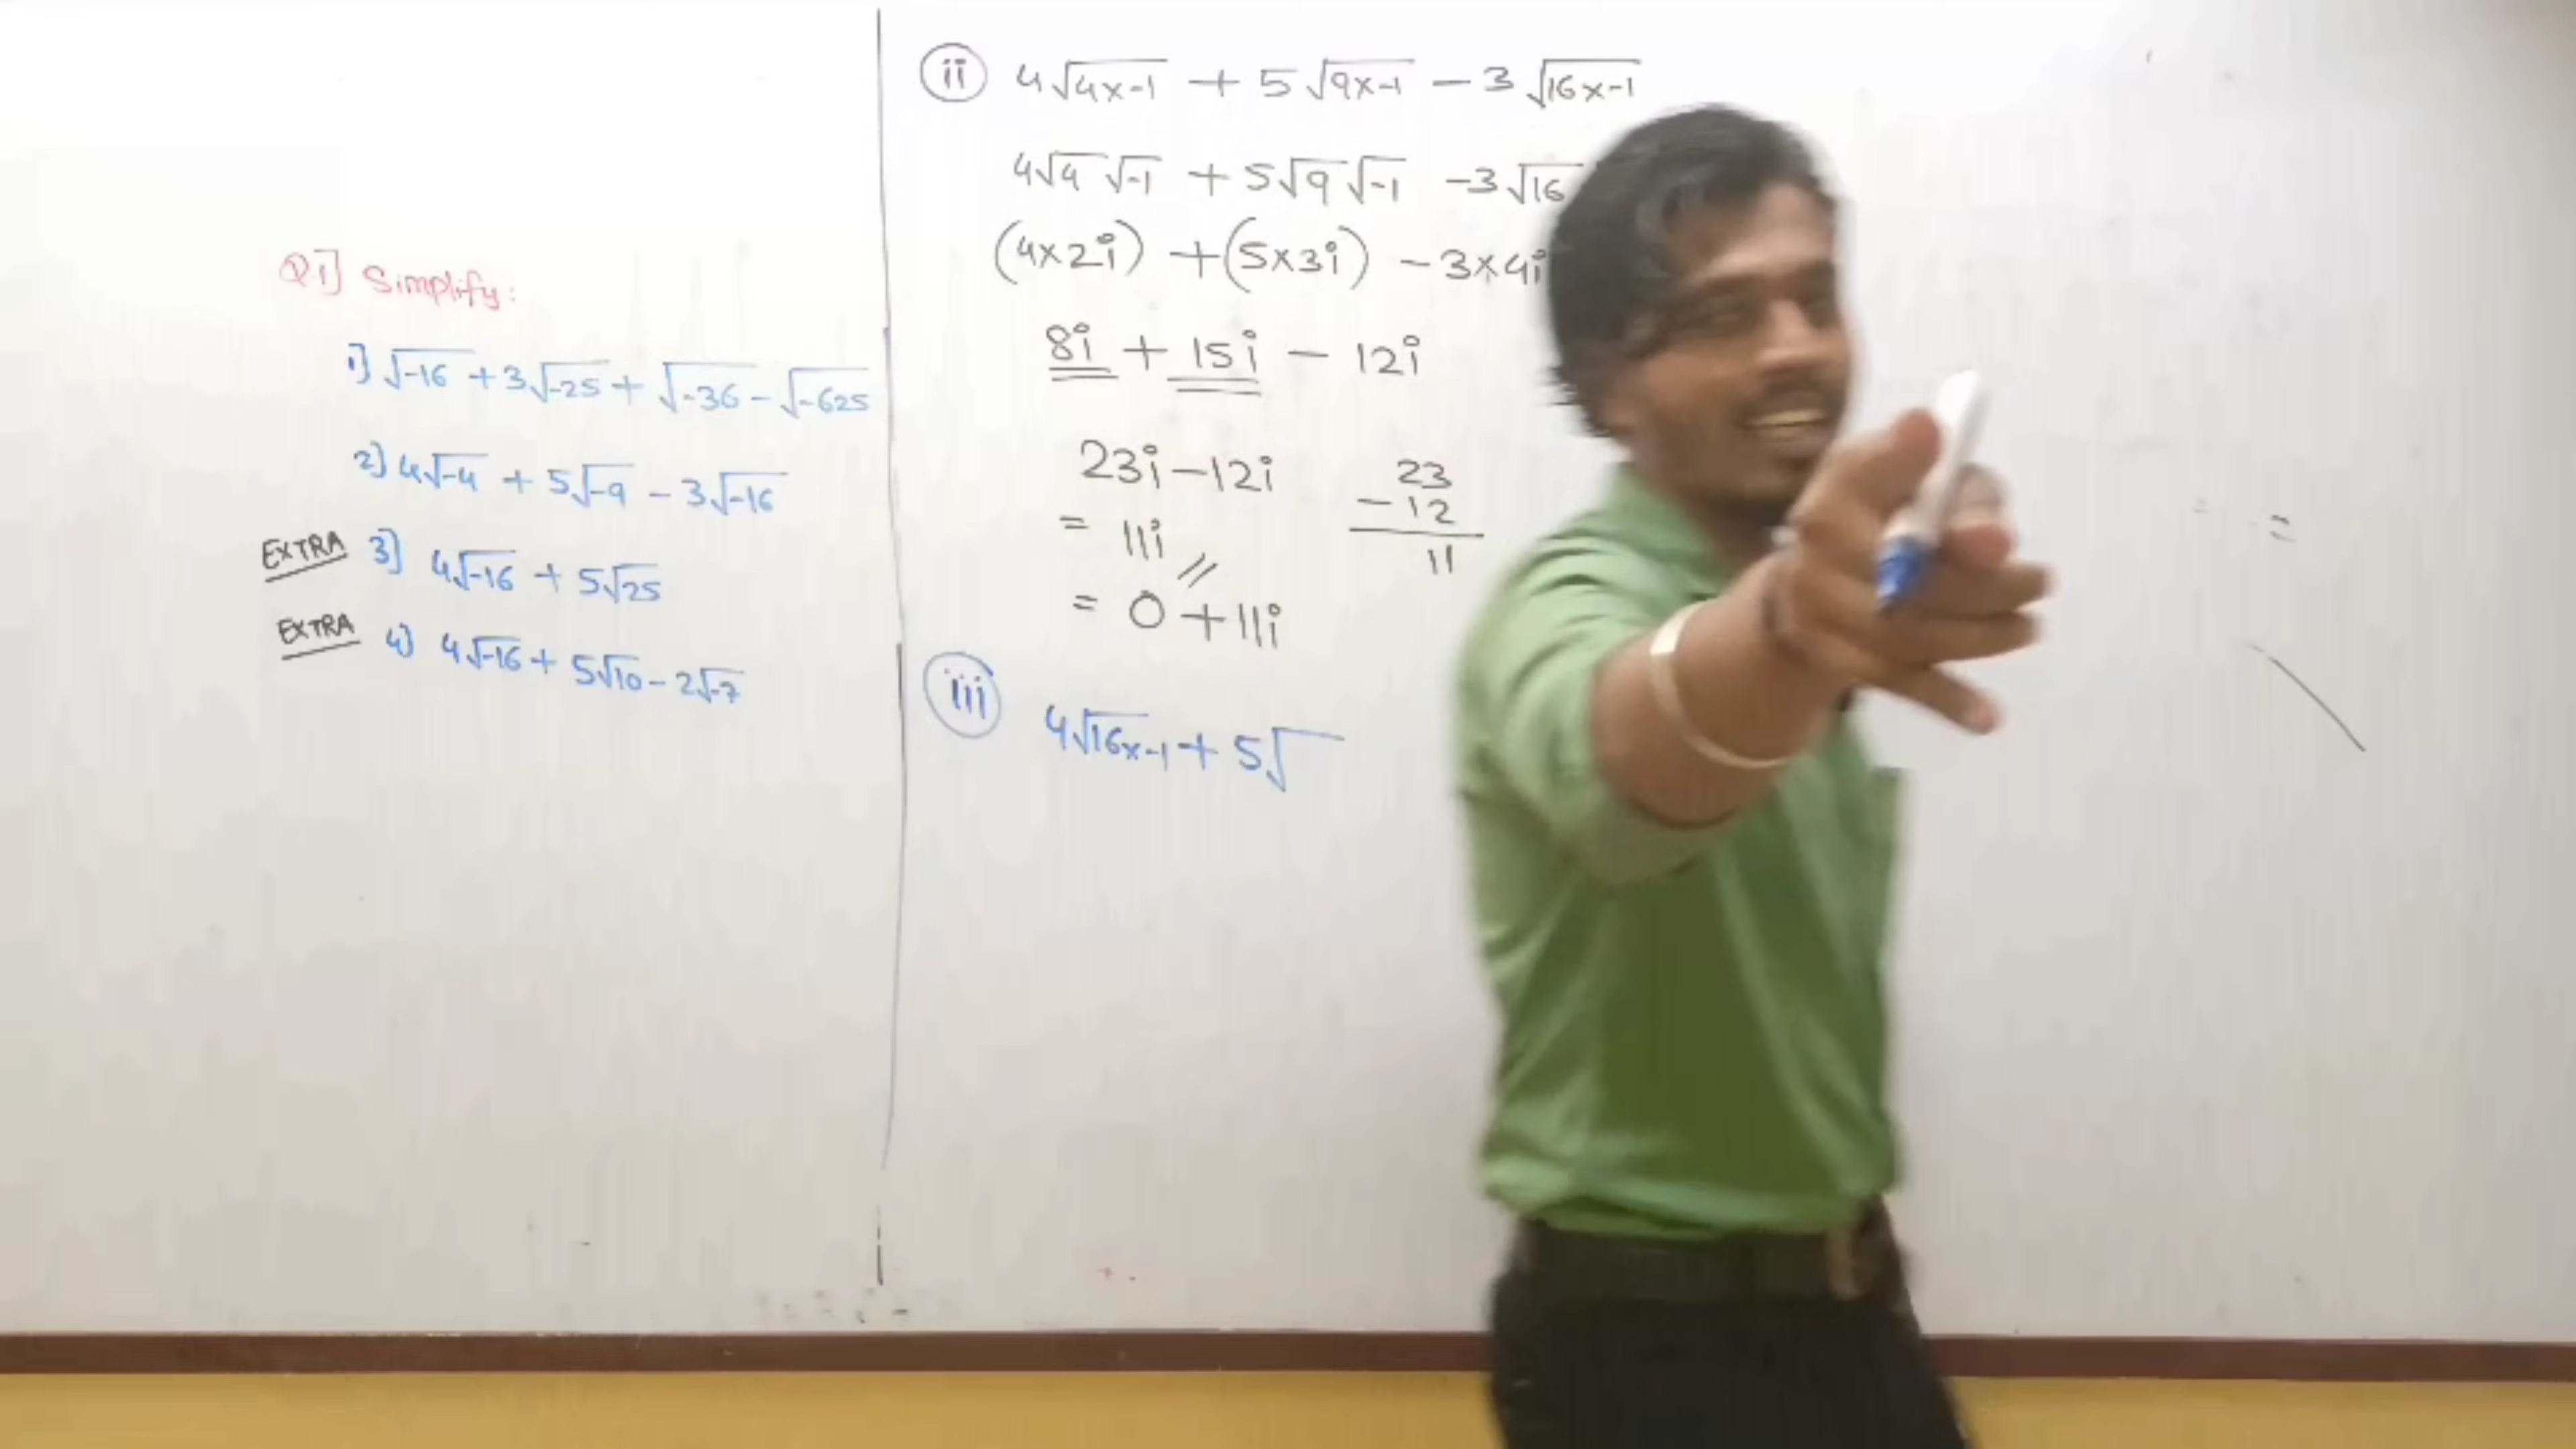 Q1] Simplify:
1] √-16 + 3√-25 + √-36 - √-625
2] 4√-4 + 5√-9 - 3√-16
EXTRA 3] 4√-16 + 5√25
EXTRA 4] 4√-16 + 5√10 - 2√-7
ii 4√4x-1 + 5√9x-1 - 3√16x-1
4√4 √-1 + 5√9 √-1 - 3√16
(4x2i) + (5x3i) - 3x4i
8i + 15i - 12i
23i - 12i
= 11i //
= 0 + 11i
23
- 12
11
iii 4√16x-1 + 5√
=